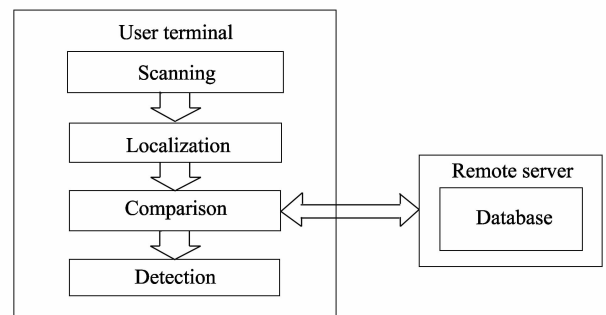 User terminal
Scanning
Localization
Comparison
Detection
Remote server
Database